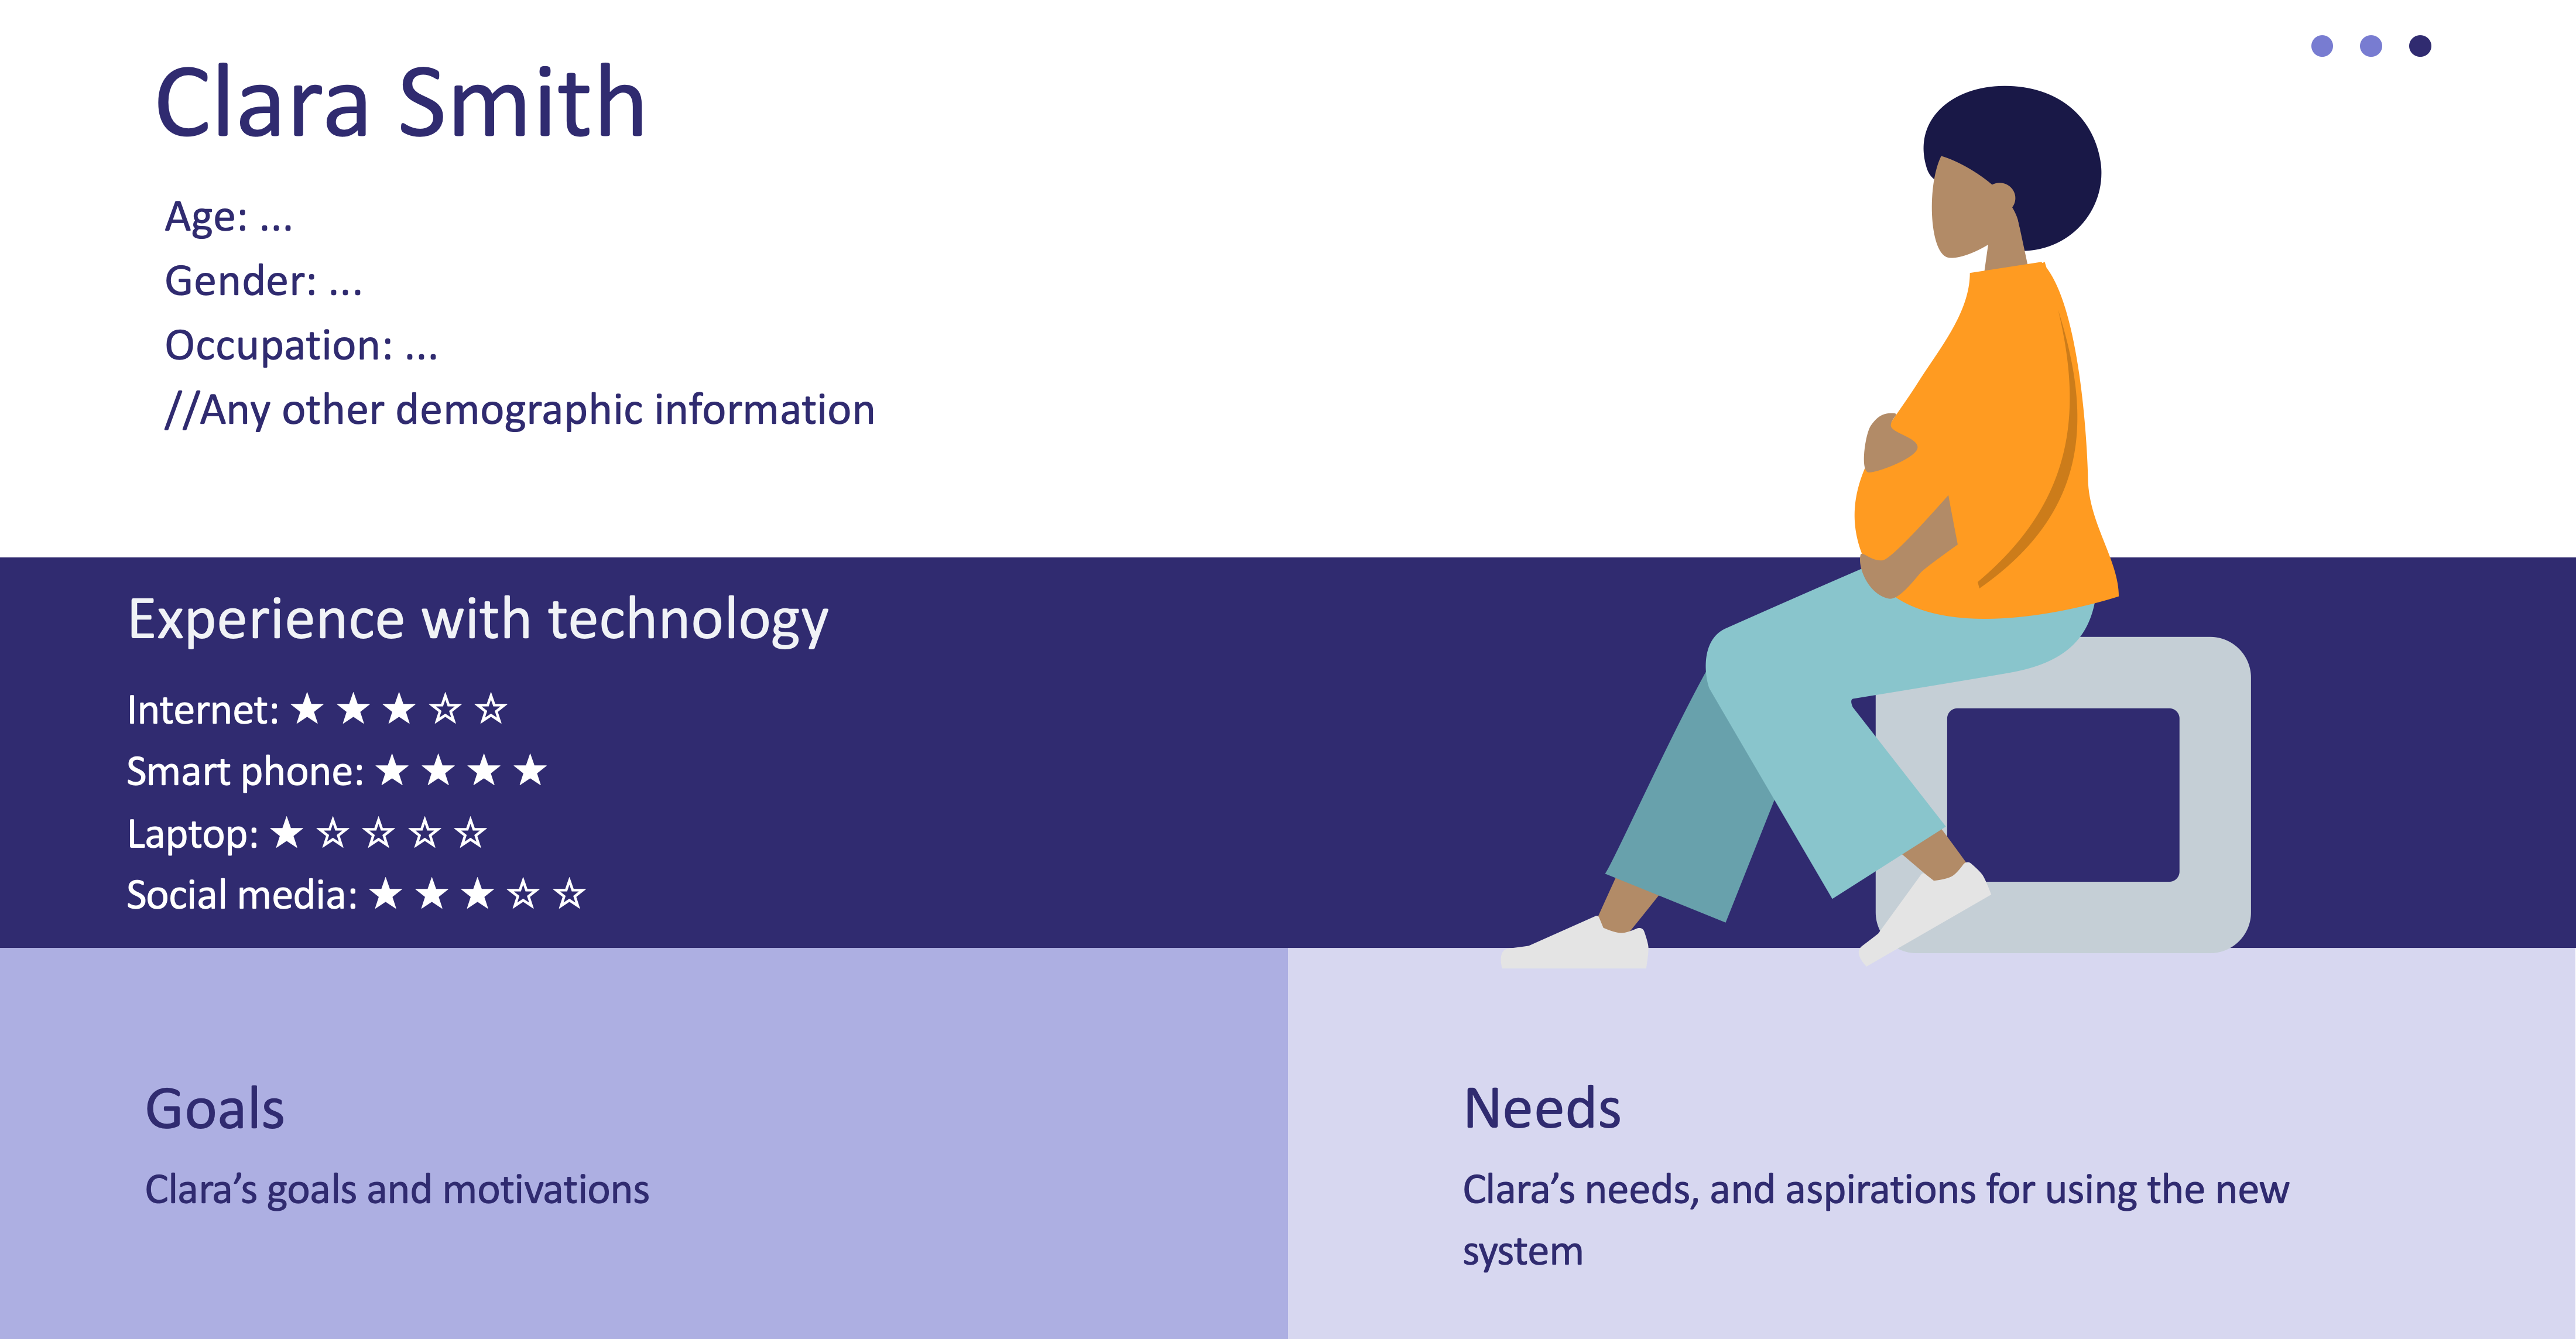 Clara Smith
Age: ...
Gender: ...
Occupation: ...
//Any other demographic information
Experience with technology
Internet: ★ ★ ★ ☆ ☆
Smart phone: ★ ★ ★ ★
Laptop: ★ ☆ ☆ ☆ ☆
Social media: ★ ★ ★ ☆ ☆
Goals
Clara’s goals and motivations
Needs
Clara’s needs, and aspirations for using the new
system